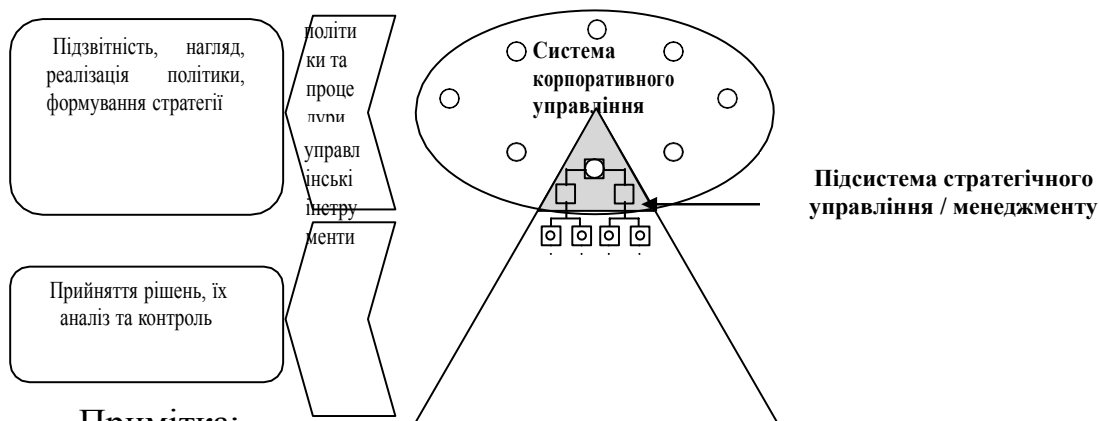 Підзвітність, нагляд,
реалізація політики,
формування стратегії
політи
ки та
проце
дури
управл
інські
інстру
менти
Система
корпоративного
управління
Підсистема стратегічного
управління / менеджменту
Прийняття рішень, їх
аналіз та контроль
Примітка: